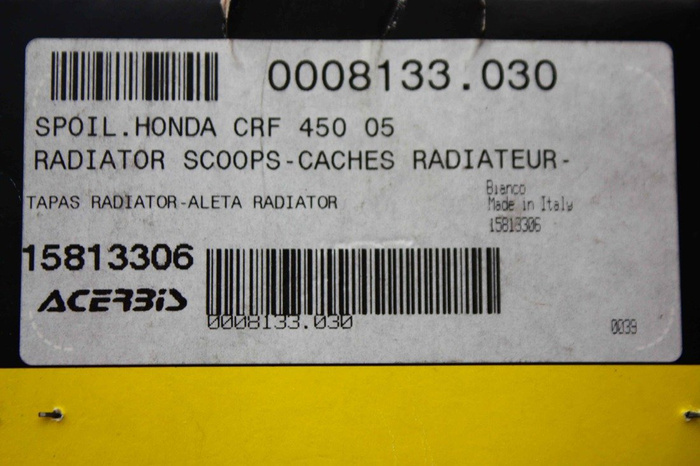 0008133.030
SPOIL.HONDA CRF 450 05
RADIATOR SCOOPS-CACHES RADIATEUR-
TAPAS RADIATOR-ALETA RADIATOR
Bianco
Made in Italy
15813306
15813306
ACERBIS
0008133.030
0039